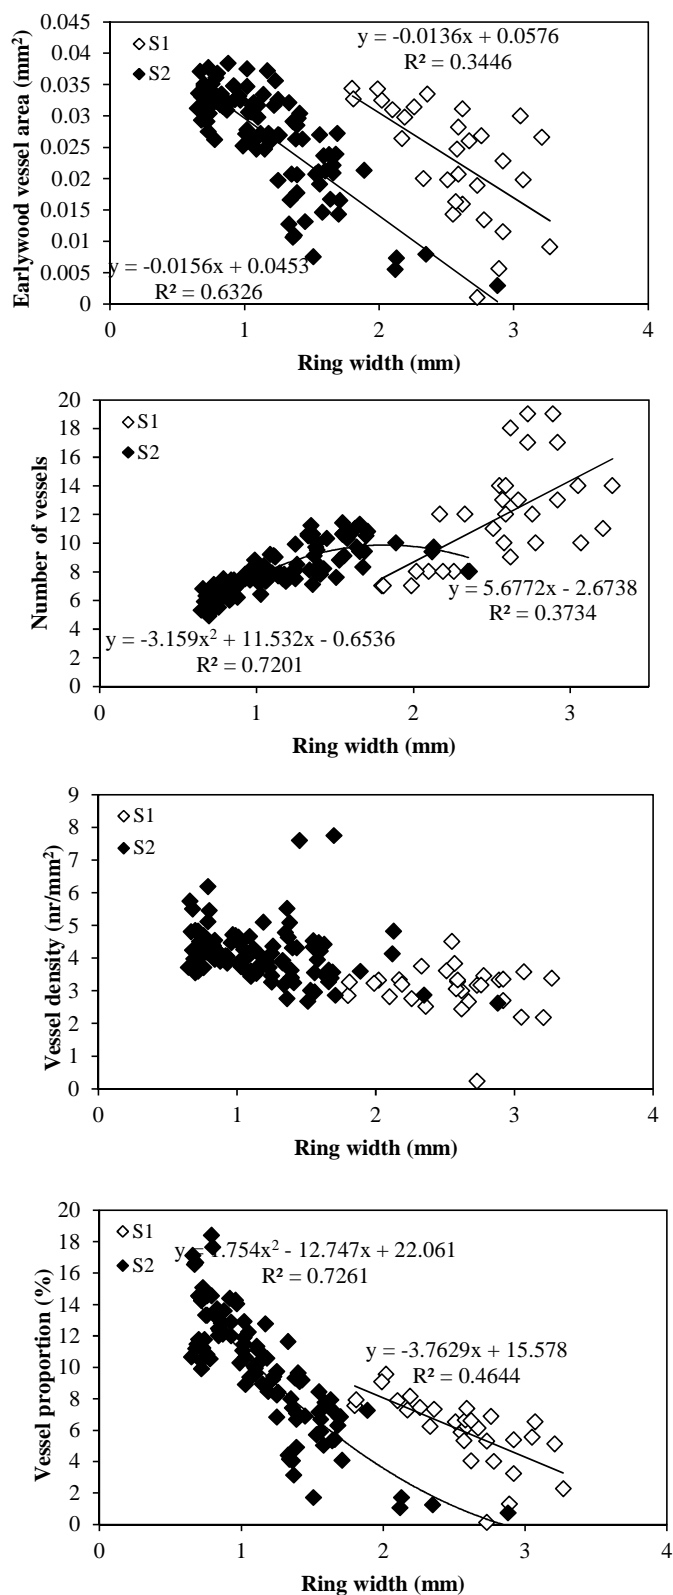 y = -0.0136x + 0.0576
R² = 0.3446
S1
S2
y = -0.0156x + 0.0453
R² = 0.6326
0.045
0.04
0.035
0.03
0.025
0.02
0.015
0.01
0.005
0
0 1 2 3 4
Earlywood vessel area (mm²)
Ring width (mm)
S1
S2
y = 5.6772x - 2.6738
R² = 0.3734
y = -3.159x² + 11.532x - 0.6536
R² = 0.7201
20
18
16
14
12
10
8
6
4
2
0
0 1 2 3
Number of vessels
Ring width (mm)
S1
S2
9
8
7
6
5
4
3
2
1
0
0 1 2 3 4
Vessel density (nr/mm²)
Ring width (mm)
S1
S2
y = 1.754x² - 12.747x + 22.061
R² = 0.7261
y = -3.7629x + 15.578
R² = 0.4644
20
18
16
14
12
10
8
6
4
2
0
0 1 2 3 4
Vessel proportion (%)
Ring width (mm)